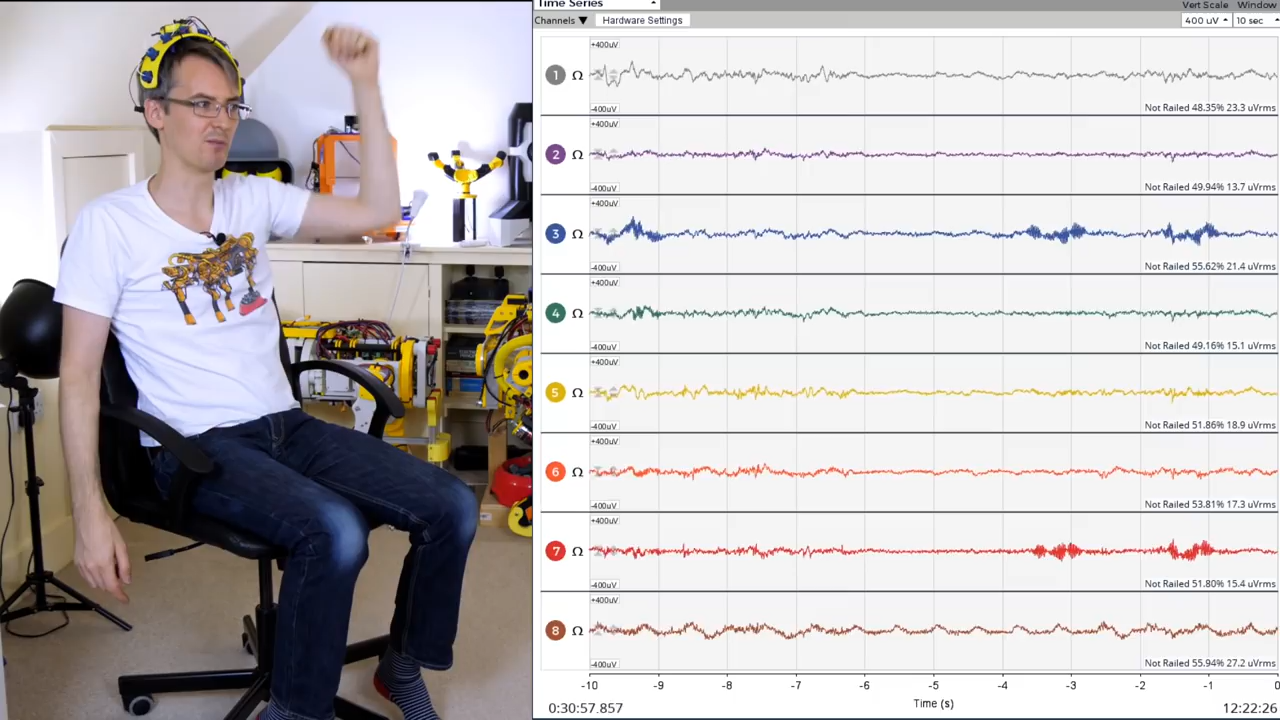 Time Series
Vert Scale Window
Channels ▼ Hardware Settings
400 uV 10 sec
+400uV
1 Ω
-400uV
Not Railed 48.35% 23.3 uVrms
+400uV
2 Ω
-400uV
Not Railed 49.94% 13.7 uVrms
+400uV
3 Ω
-400uV
Not Railed 55.62% 21.4 uVrms
+400uV
4 Ω
-400uV
Not Railed 49.16% 15.1 uVrms
+400uV
5 Ω
-400uV
Not Railed 51.86% 18.9 uVrms
+400uV
6 Ω
-400uV
Not Railed 53.81% 17.3 uVrms
+400uV
7 Ω
-400uV
Not Railed 51.80% 15.4 uVrms
+400uV
8 Ω
-400uV
Not Railed 55.94% 27.2 uVrms
-10 -9 -8 -7 -6 -5 -4 -3 -2 -1 0
Time (s)
0:30:57.857 12:22:26